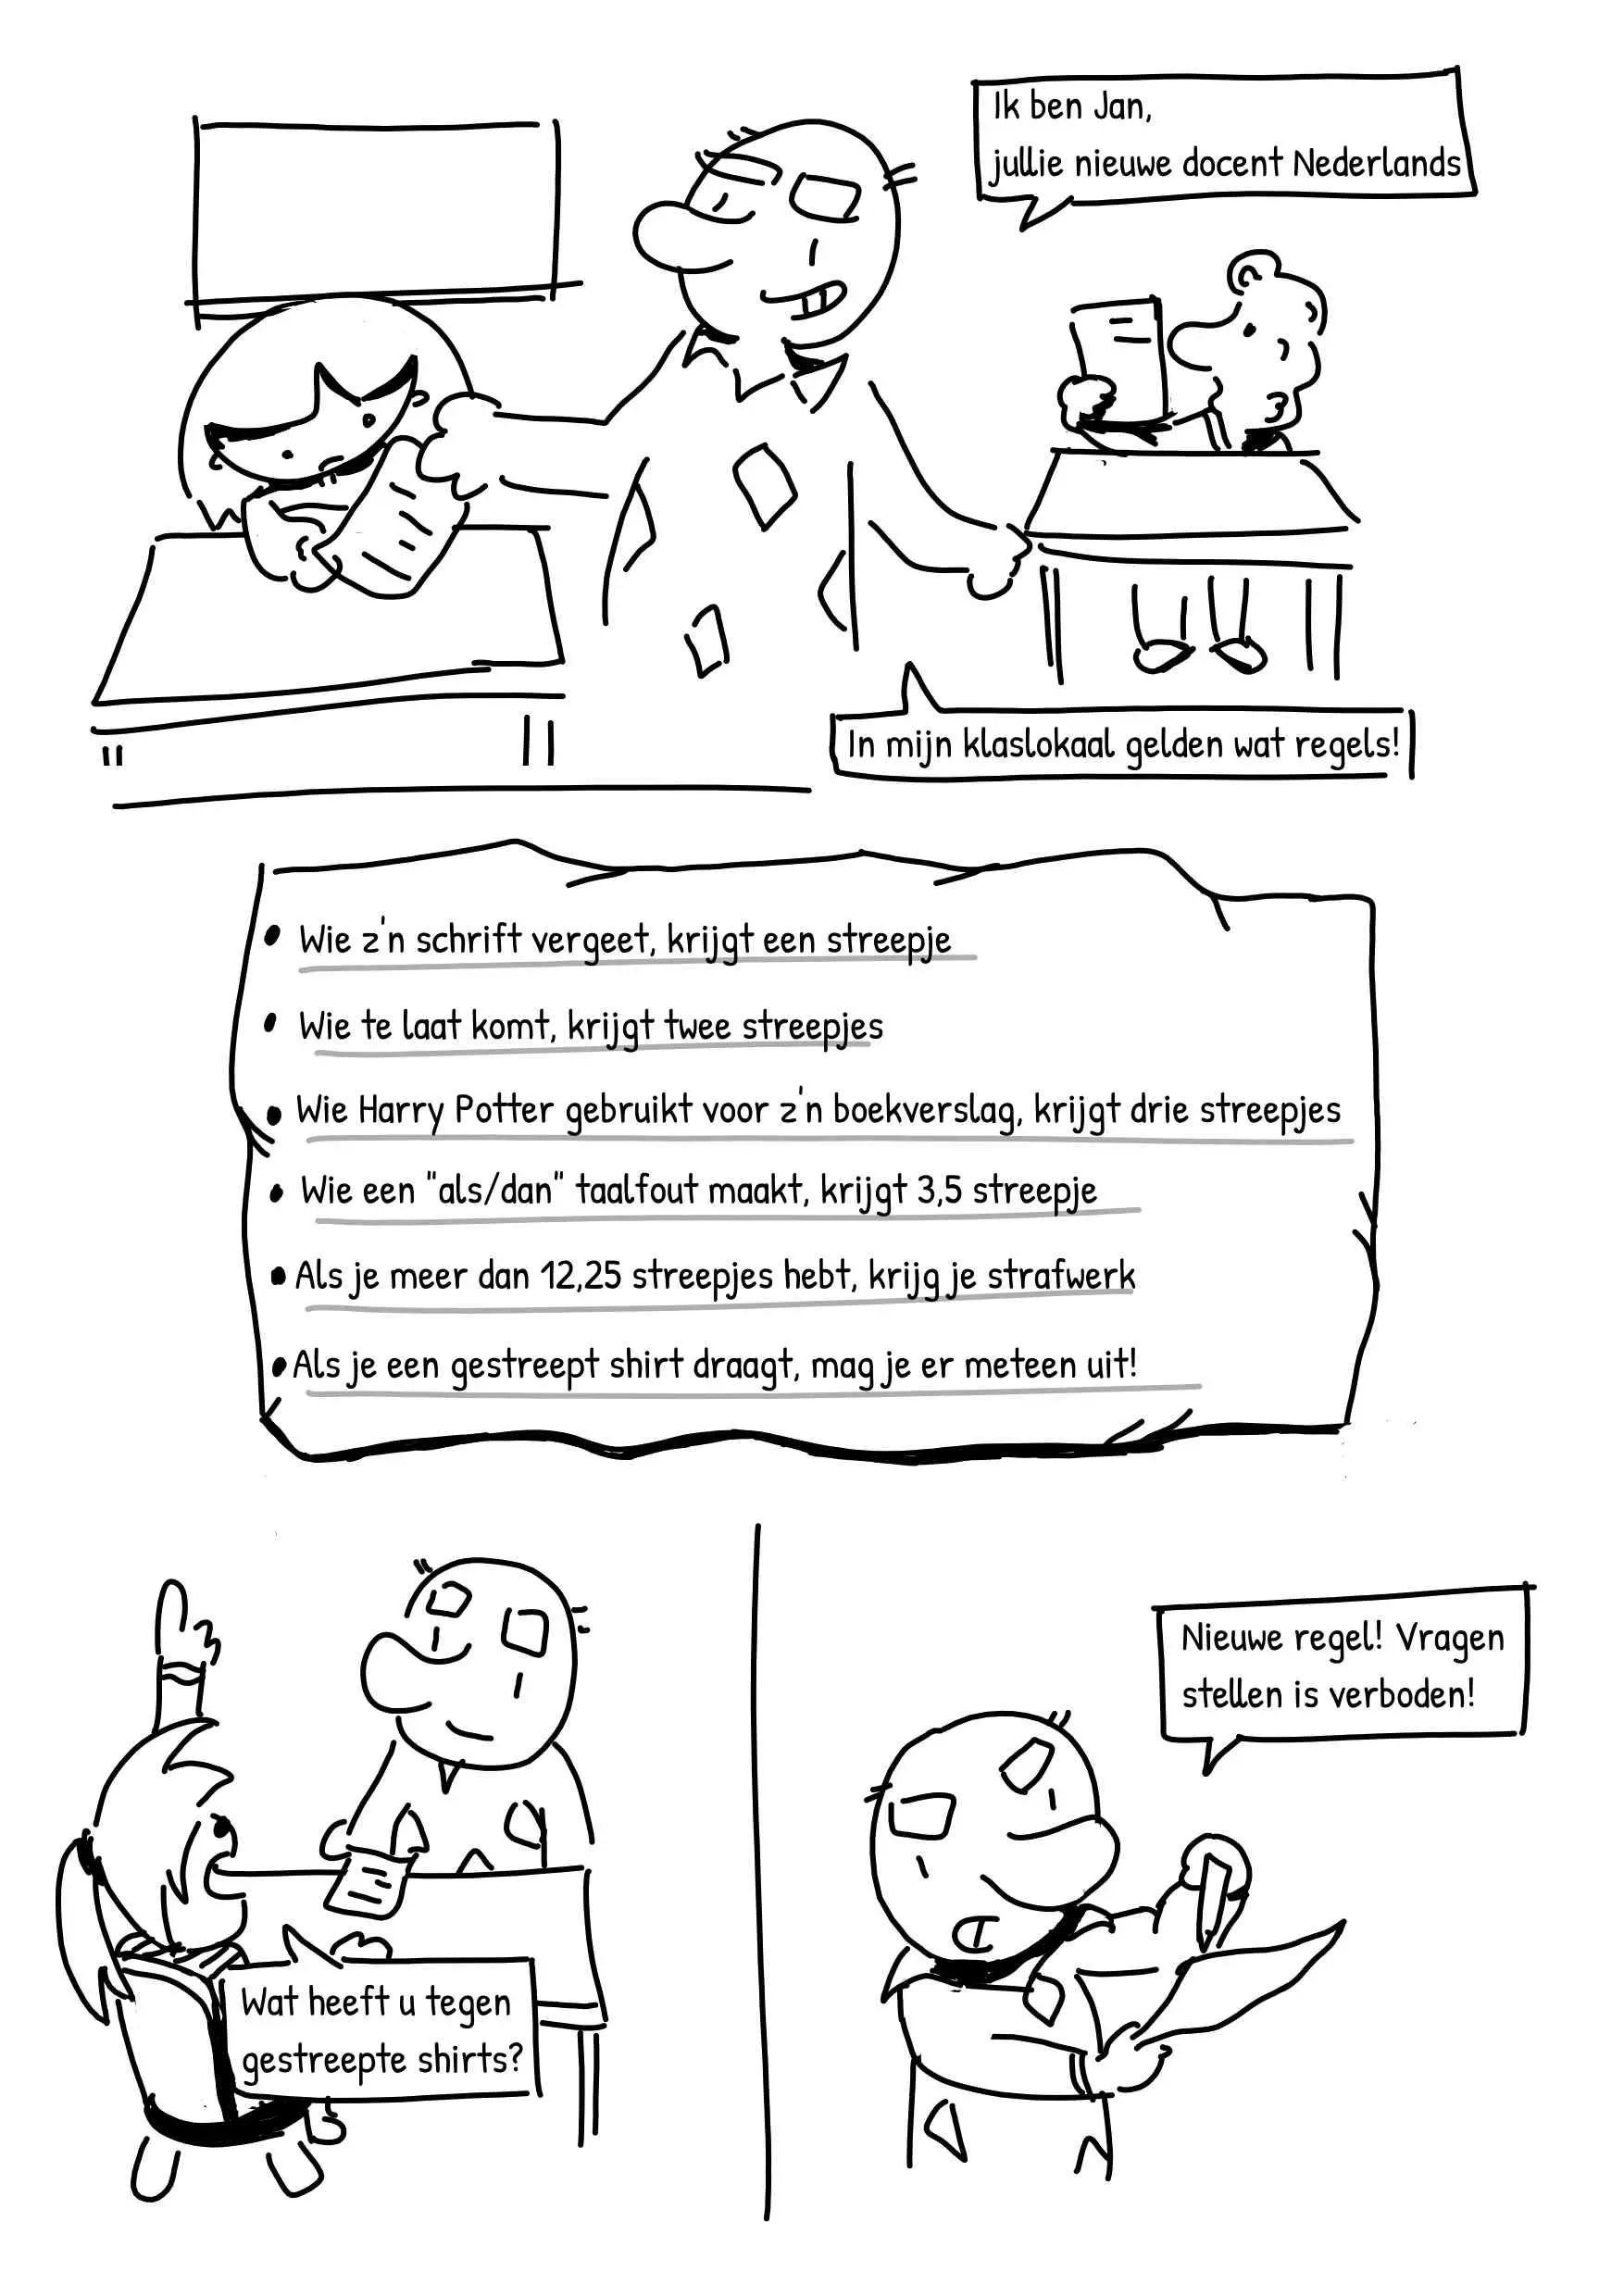 Ik ben Jan,
jullie nieuwe docent Nederlands
In mijn klaslokaal gelden wat regels!
• Wie z'n schrift vergeet, krijgt een streepje
• Wie te laat komt, krijgt twee streepjes
• Wie Harry Potter gebruikt voor z'n boekverslag, krijgt drie streepjes
• Wie een "als/dan" taalfout maakt, krijgt 3,5 streepje
• Als je meer dan 12,25 streepjes hebt, krijg je strafwerk
• Als je een gestreept shirt draagt, mag je er meteen uit!
Wat heeft u tegen
gestreepte shirts?
Nieuwe regel! Vragen
stellen is verboden!